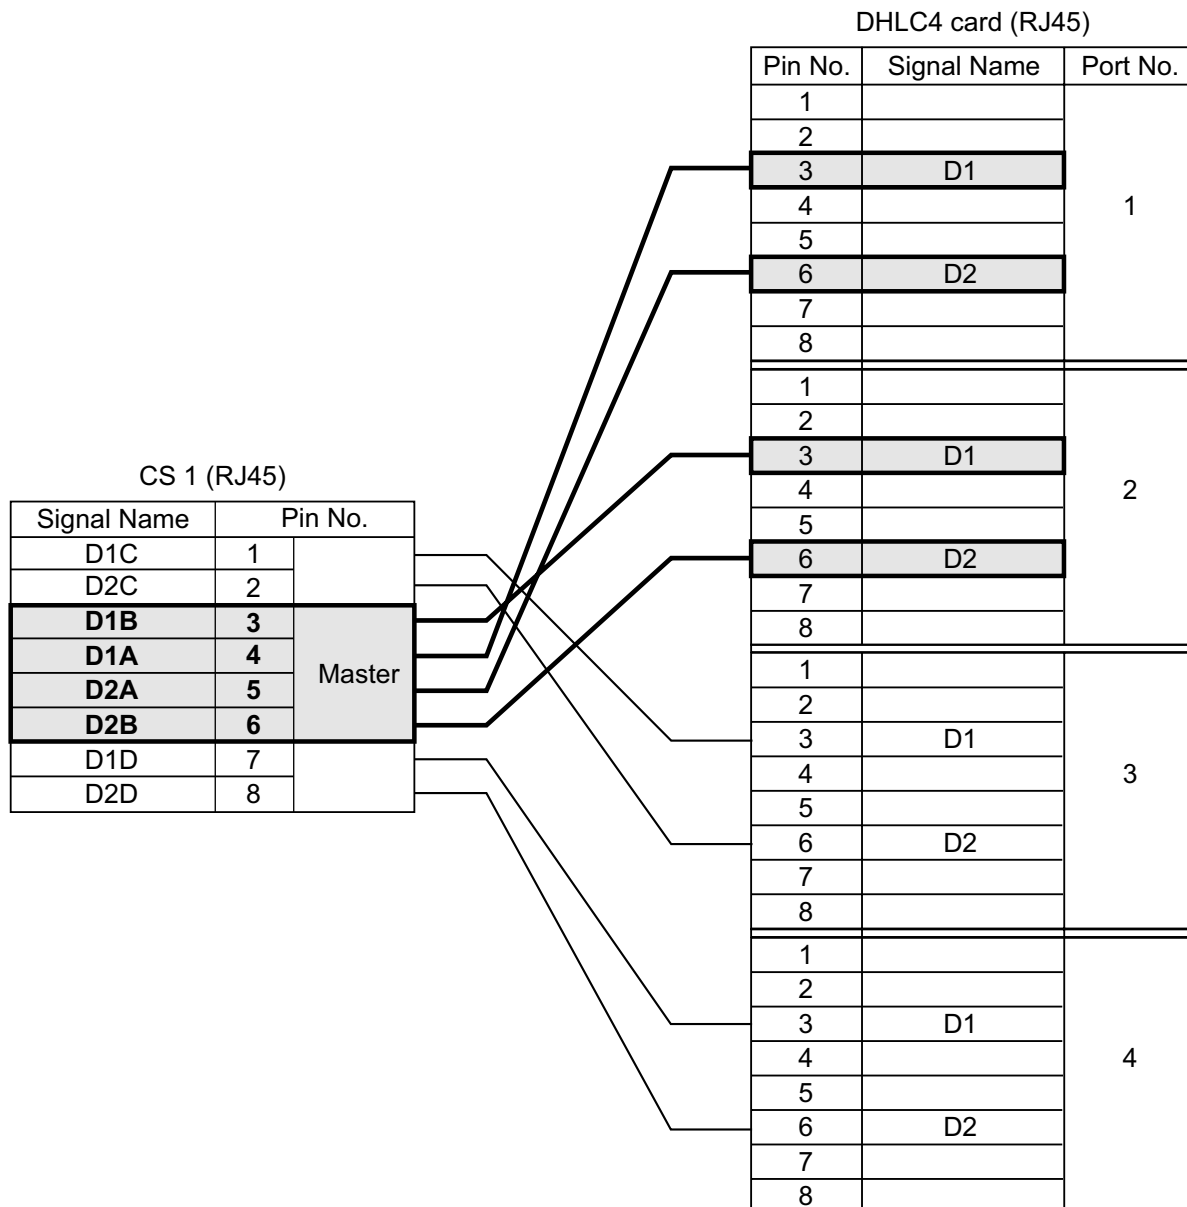 DHLC4 card (RJ45)
Pin No. Signal Name Port No.
1
2
3 D1
4
5
6 D2
7
8
1
1
2
3 D1
4
5
6 D2
7
8
2
1
2
3 D1
4
5
6 D2
7
8
3
1
2
3 D1
4
5
6 D2
7
8
4
CS 1 (RJ45)
Signal Name Pin No.
D1C 1
D2C 2
D1B 3
D1A 4
D2A 5
D2B 6
Master
D1D 7
D2D 8